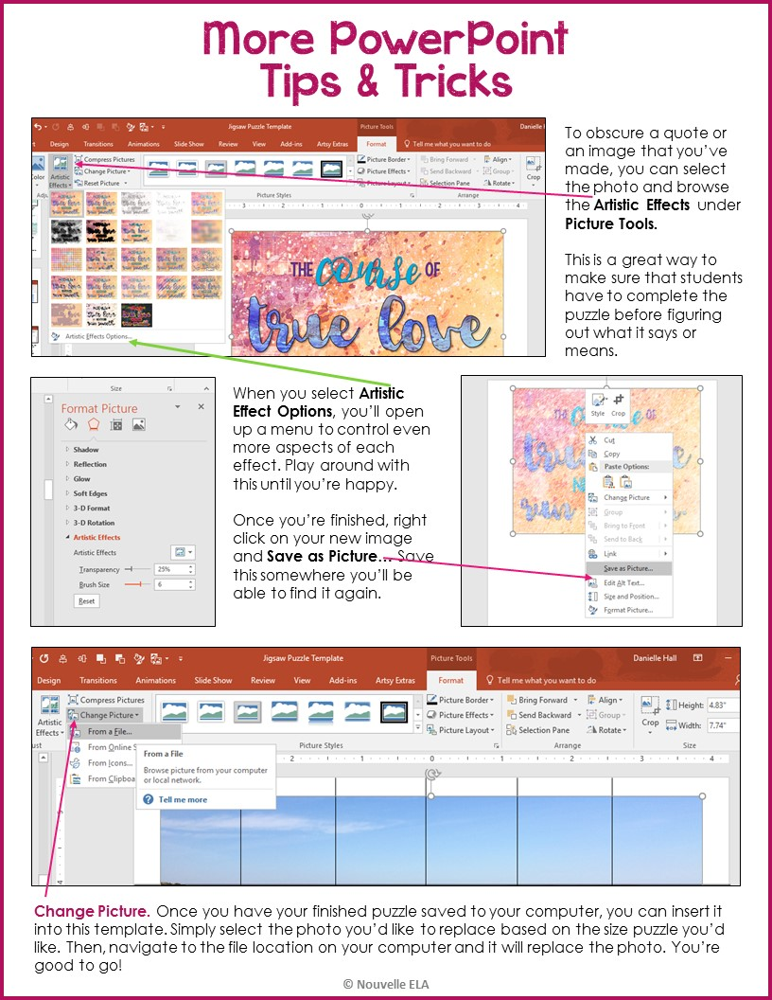 More PowerPoint
Tips & Tricks
Jigsaw Puzzle Template
Picture Tools
Danielle
Design Transitions Animations Slide Show Review View Add-ins Artsy Extras Format Tell me what you want to do
Color
Artistic
Effects
Compress Pictures
Change Picture
Reset Picture
Picture Border
Picture Effects
Picture Layout
Bring Forward
Send Backward
Selection Pane
Align
Group
Rotate
Crop
Picture Styles
Arrange
THE COURSE OF
true love
Artistic Effects Options...
To obscure a quote or
an image that you've
made, you can select
the photo and browse
the Artistic Effects under
Picture Tools.
This is a great way to
make sure that students
have to complete the
puzzle before figuring
out what it says or
means.
Size
Format Picture
Shadow
Reflection
Glow
Soft Edges
3-D Format
3-D Rotation
Artistic Effects
Artistic Effects
Transparency 25%
Brush Size 6
Reset
When you select Artistic
Effect Options, you'll open
up a menu to control even
more aspects of each
effect. Play around with
this until you're happy.
Once you're finished, right
click on your new image
and Save as Picture... Save
this somewhere you'll be
able to find it again.
Style Crop
Cut
Copy
Paste Options:
Change Picture
Group
Bring to Front
Send to Back
Link
Save as Picture...
Edit Alt Text...
Size and Position...
Format Picture...
Jigsaw Puzzle Template
Picture Tools
Danielle Hall
Design Transitions Animations Slide Show Review View Add-ins Artsy Extras Format Tell me what you want to do
Artistic
Effects
Compress Pictures
Change Picture
From a File...
From Online S
From Icons...
From Clipboa
From a File
Browse picture from your computer
or local network.
Tell me more
Picture Border
Picture Effects
Picture Layout
Bring Forward
Send Backward
Selection Pane
Align
Group
Rotate
Crop
Height: 4.83"
Width: 7.74"
Picture Styles
Arrange
Size
Change Picture. Once you have your finished puzzle saved to your computer, you can insert it
into this template. Simply select the photo you'd like to replace based on the size puzzle you'd
like. Then, navigate to the file location on your computer and it will replace the photo. You're
good to go!
© Nouvelle ELA